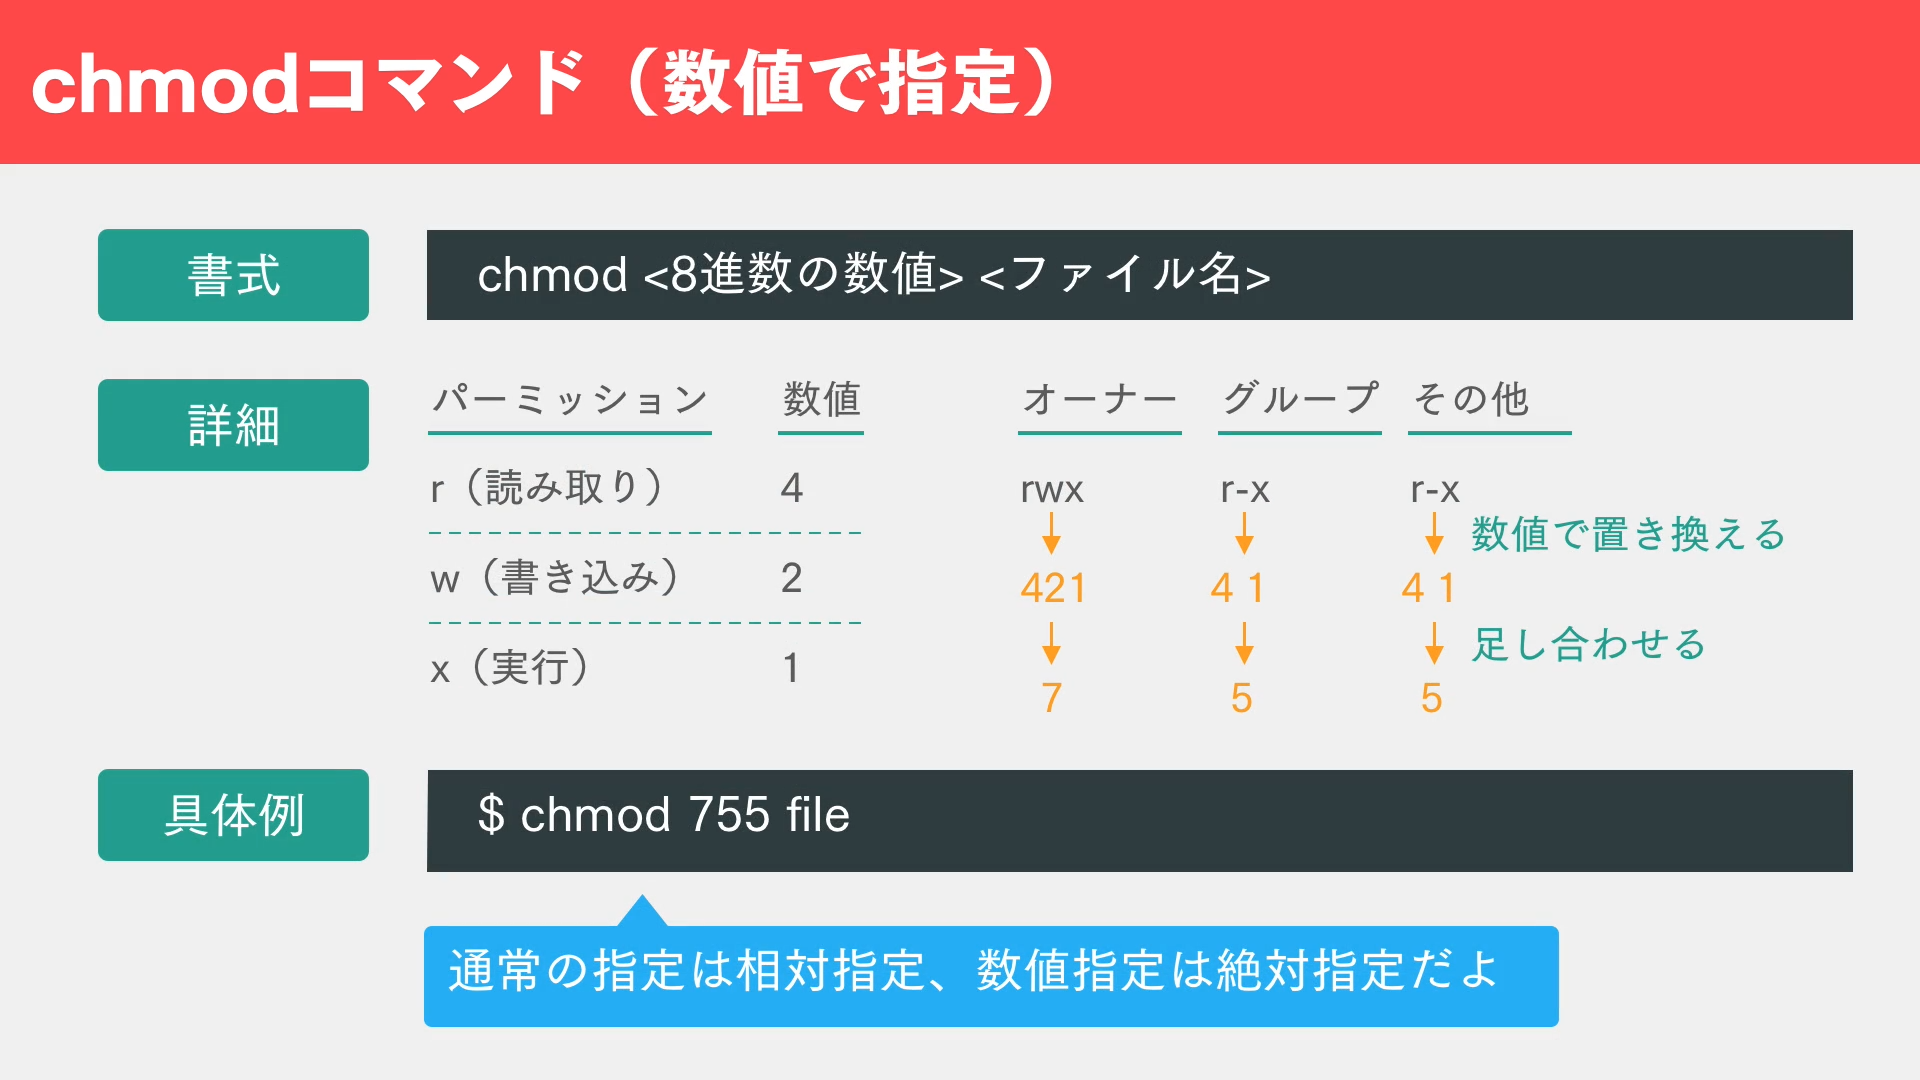 chmodコマンド（数値で指定）
書式
chmod <8進数の数値> <ファイル名>
詳細
パーミッション 数値 オーナー グループ その他
r（読み取り） 4 rwx r-x r-x
数値で置き換える
w（書き込み） 2 421 4 1 4 1
足し合わせる
x（実行） 1 7 5 5
具体例
$ chmod 755 file
通常の指定は相対指定、数値指定は絶対指定だよ